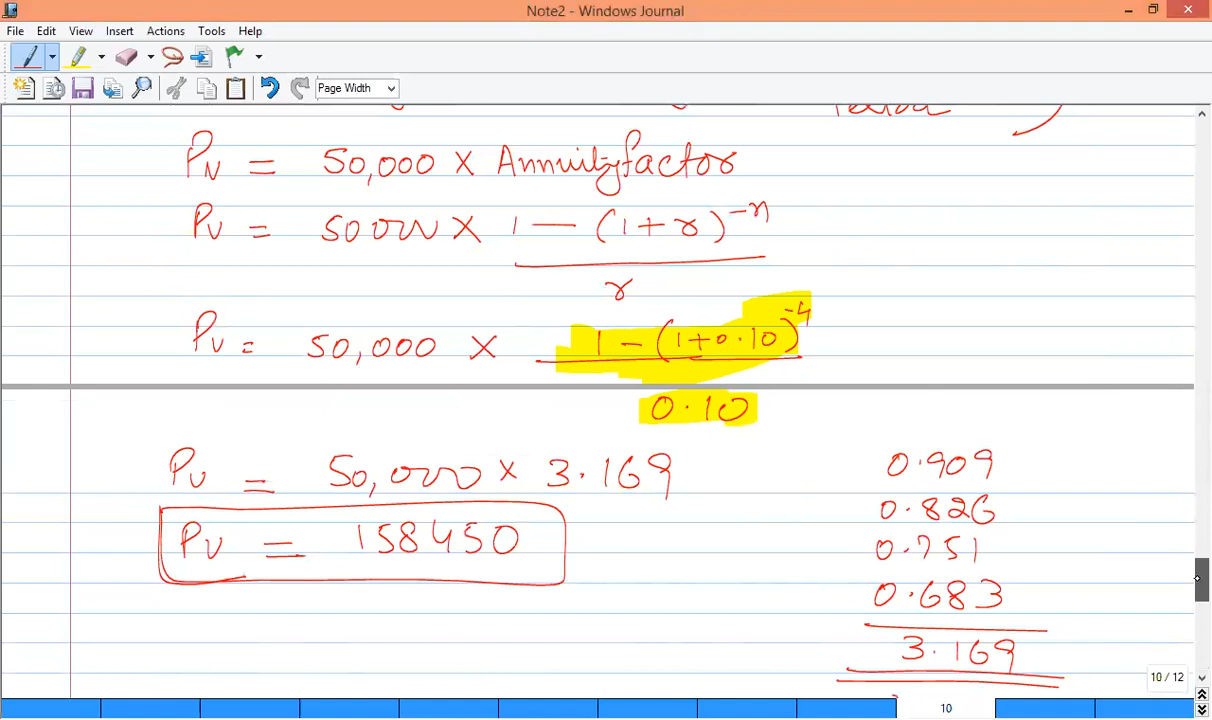 Note2 - Windows Journal
File Edit View Insert Actions Tools Help
Page Width
Period
PV = 50,000 × Annuity factor
PV = 50000 × 1 - (1+r)^-n
r
PV = 50,000 × 1 - (1+0.10)^-4
0.10
PV = 50,000 × 3.169
PV = 158450
0.909
0.826
0.751
0.683
3.169
10 / 12
10